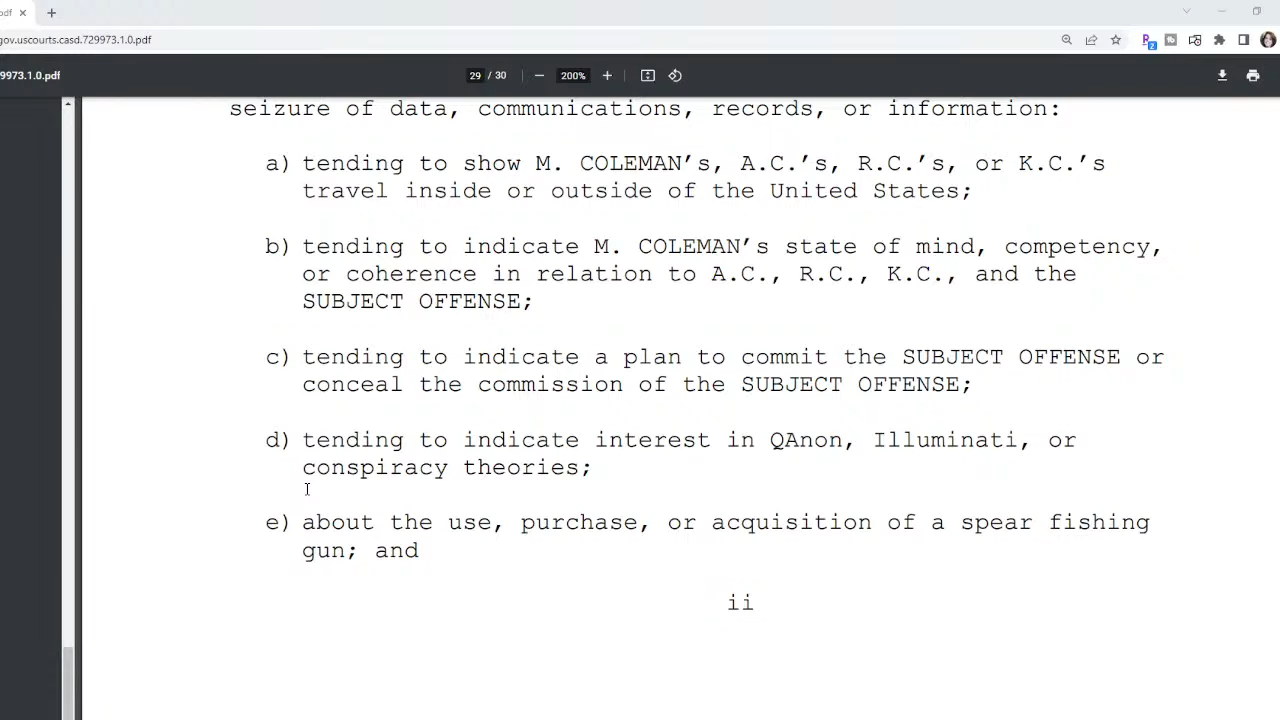 pdf
gov.uscourts.casd.729973.1.0.pdf
973.1.0.pdf
29 / 30
200%
seizure of data, communications, records, or information:
a) tending to show M. COLEMAN’s, A.C.’s, R.C.’s, or K.C.’s
travel inside or outside of the United States;
b) tending to indicate M. COLEMAN’s state of mind, competency,
or coherence in relation to A.C., R.C., K.C., and the
SUBJECT OFFENSE;
c) tending to indicate a plan to commit the SUBJECT OFFENSE or
conceal the commission of the SUBJECT OFFENSE;
d) tending to indicate interest in QAnon, Illuminati, or
conspiracy theories;
e) about the use, purchase, or acquisition of a spear fishing
gun; and
ii